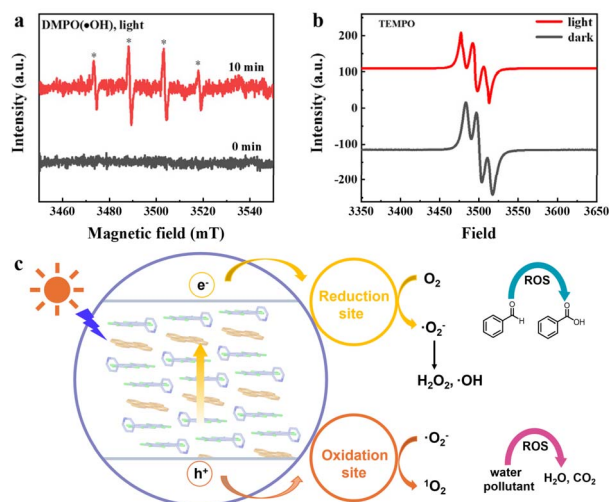 a
DMPO(•OH), light
* * * *
10 min
0 min
Intensity (a.u.)
3460 3480 3500 3520 3540
Magnetic field (mT)
b
TEMPO
light
dark
200
100
0
-100
-200
Intensity (a.u.)
3350 3400 3450 3500 3550 3600 3650
Field
c
e-
Reduction
site
O₂
·O₂⁻
H₂O₂, ·OH
ROS
O
H
O
OH
h⁺
Oxidation
site
·O₂⁻
¹O₂
ROS
water
pollutant
H₂O, CO₂